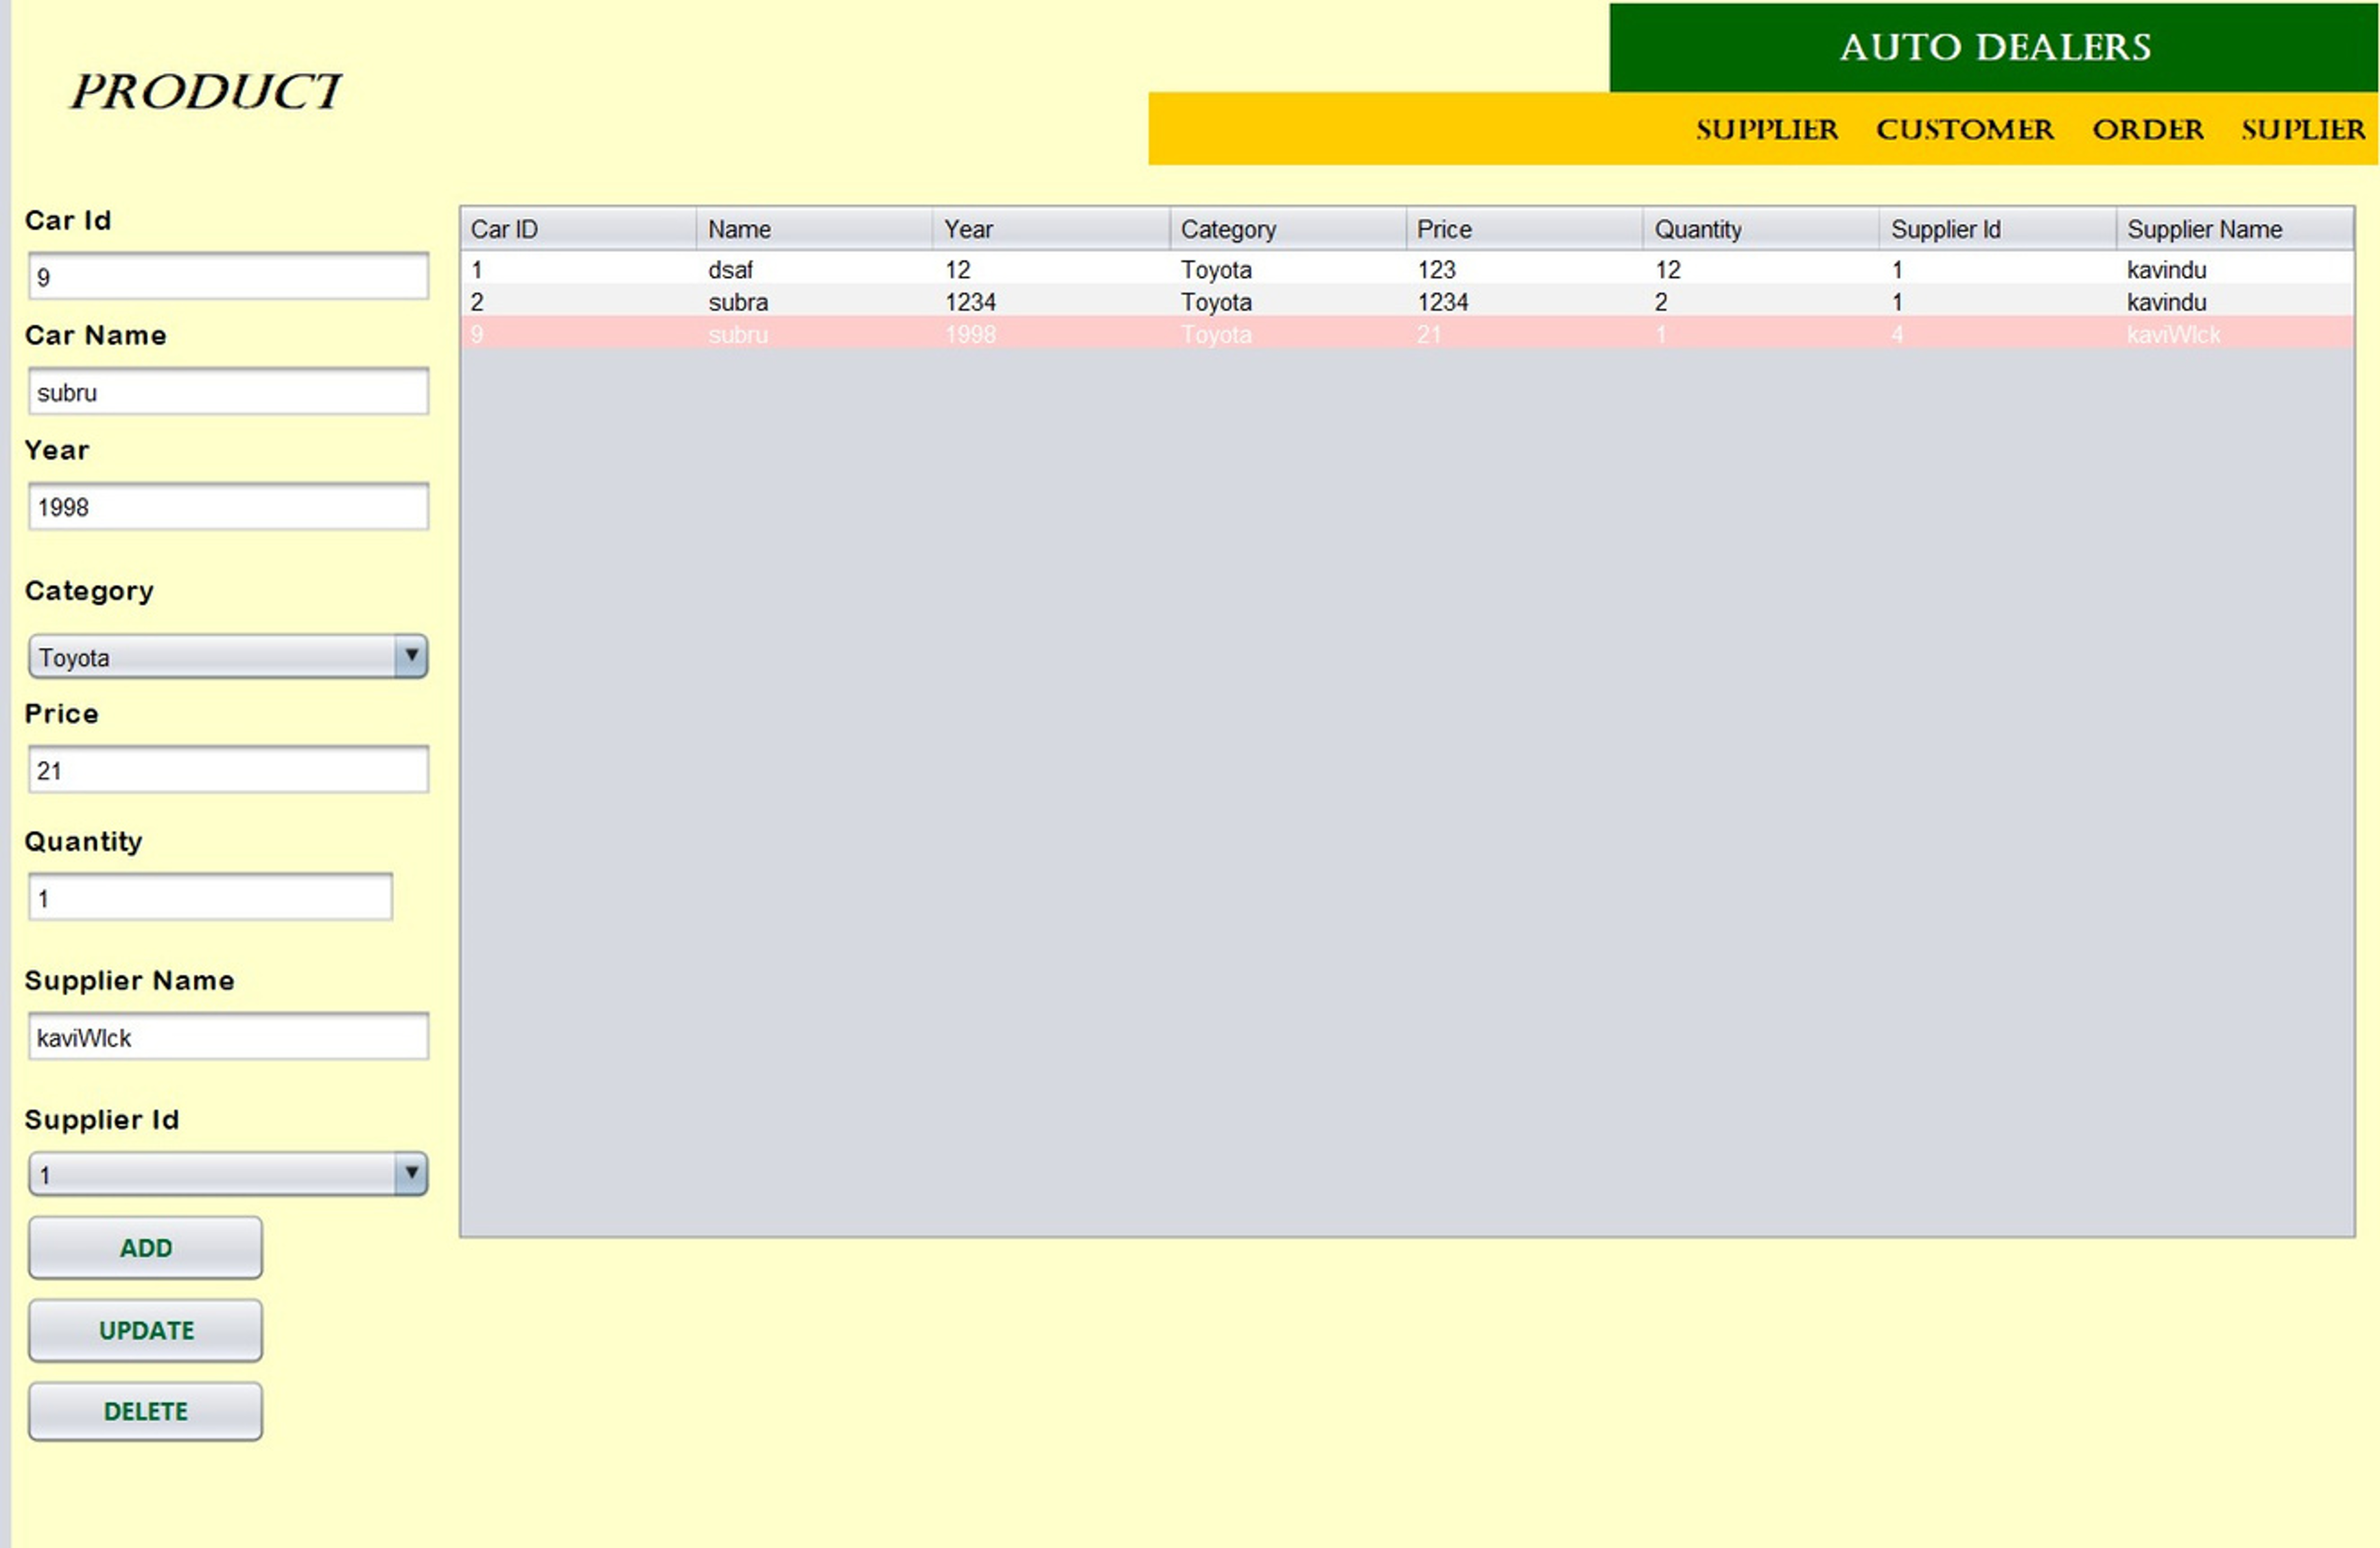 AUTO DEALERS
PRODUCT
SUPPLIER CUSTOMER ORDER SUPLIER
Car Id
9
Car Name
subru
Year
1998
Category
Toyota
Price
21
Quantity
1
Supplier Name
kaviWlck
Supplier Id
1
ADD
UPDATE
DELETE
Car ID Name Year Category Price Quantity Supplier Id Supplier Name
1 dsaf 12 Toyota 123 12 1 kavindu
2 subra 1234 Toyota 1234 2 1 kavindu
9 subru 1998 Toyota 21 1 4 kaviWlck